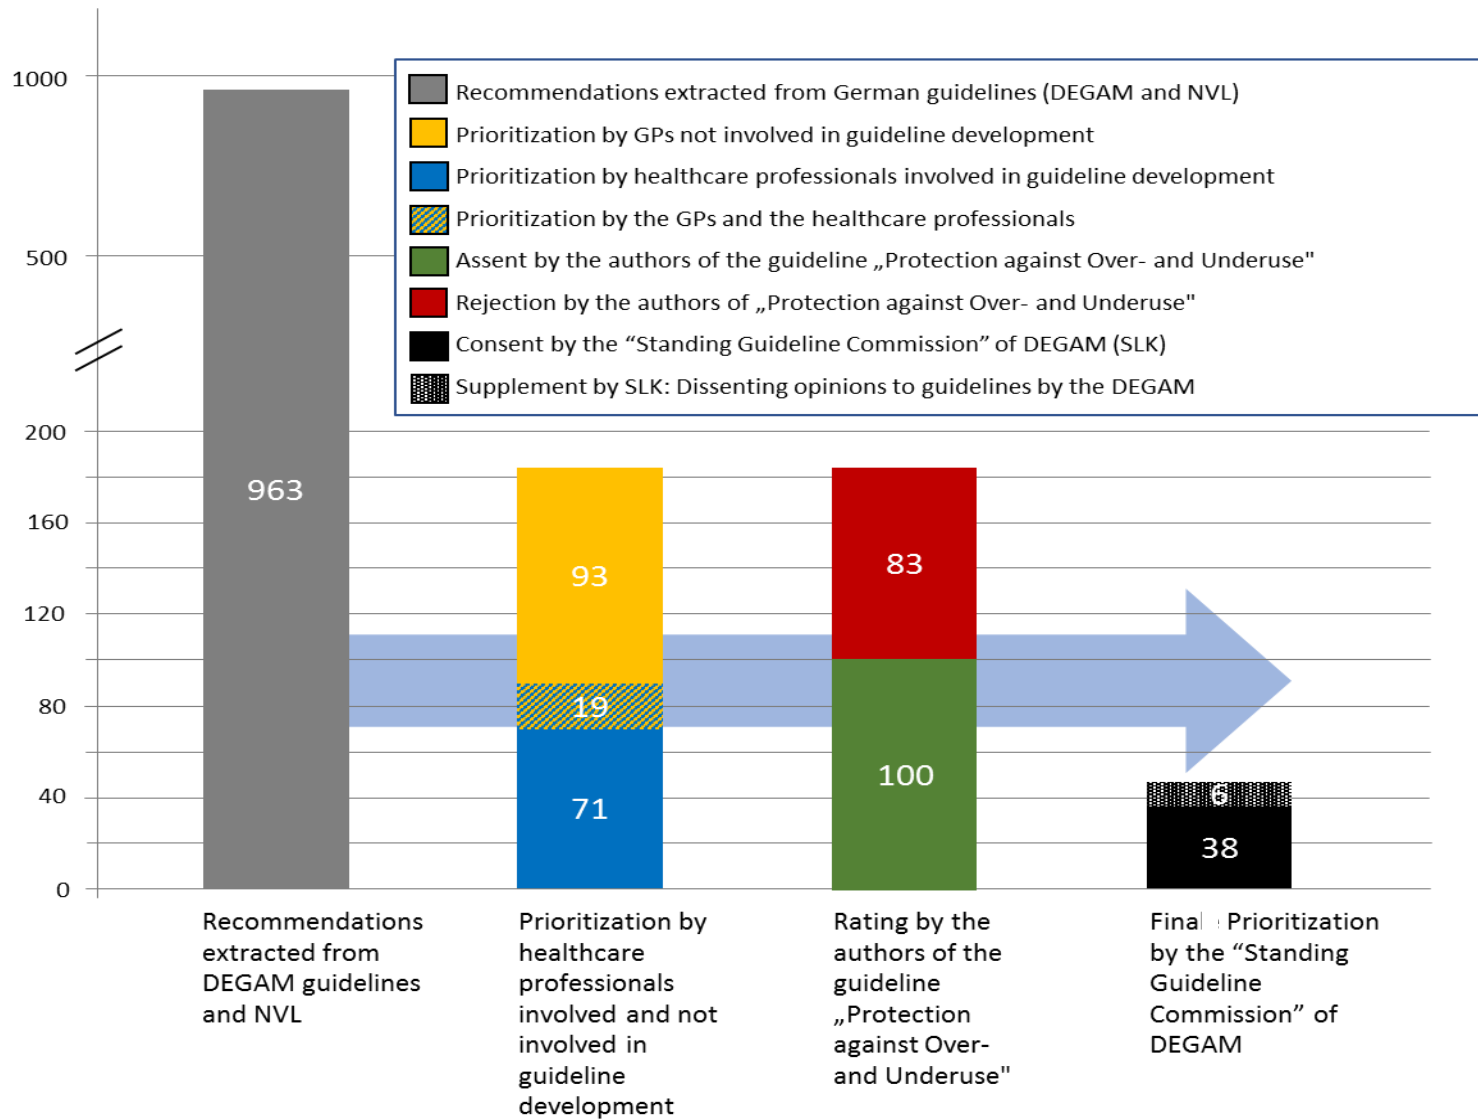 1000
500
200
160
120
80
40
0
Recommendations extracted from German guidelines (DEGAM and NVL)
Prioritization by GPs not involved in guideline development
Prioritization by healthcare professionals involved in guideline development
Prioritization by the GPs and the healthcare professionals
Assent by the authors of the guideline „Protection against Over- and Underuse"
Rejection by the authors of „Protection against Over- and Underuse"
Consent by the “Standing Guideline Commission” of DEGAM (SLK)
Supplement by SLK: Dissenting opinions to guidelines by the DEGAM
963
93
19
71
83
100
6
38
Recommendations
extracted from
DEGAM guidelines
and NVL
Prioritization by
healthcare
professionals
involved and not
involved in
guideline
development
Rating by the
authors of the
guideline
„Protection
against Over-
and Underuse"
Final Prioritization
by the “Standing
Guideline
Commission” of
DEGAM